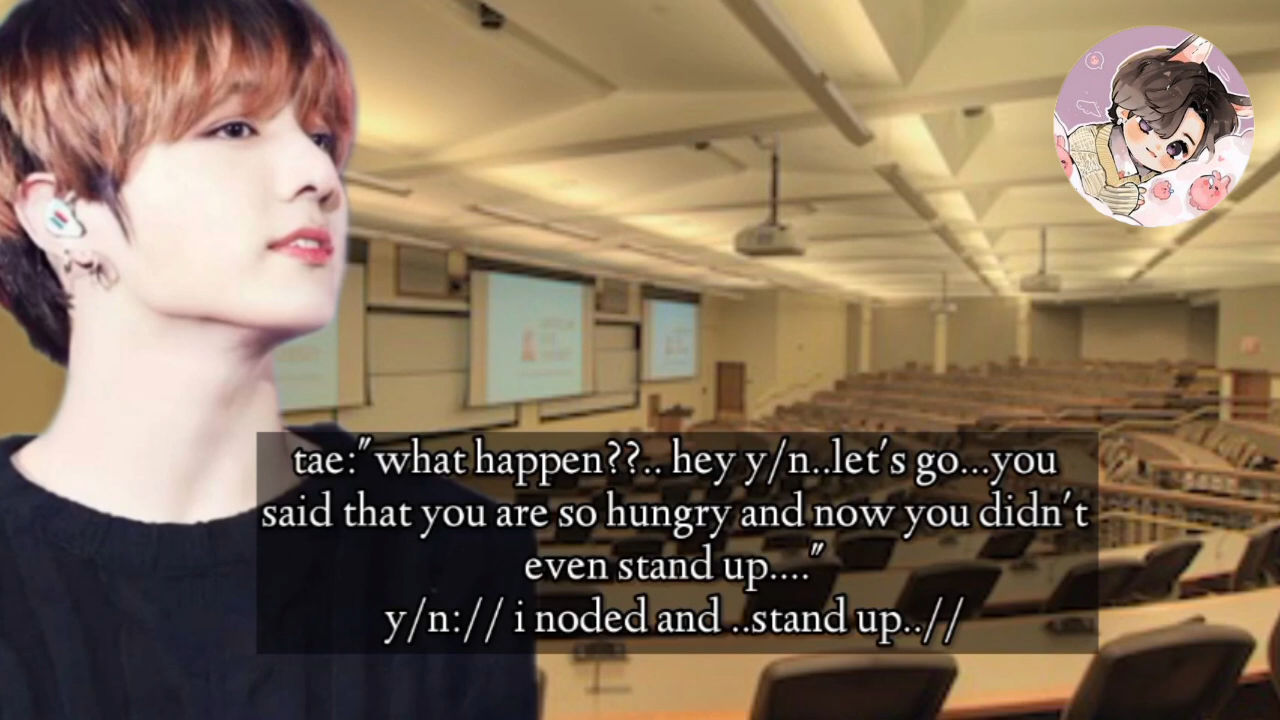 tae:"what happen??.. hey y/n..let's go...you
said that you are so hungry and now you didn't
even stand up...."
y/n:// i noded and ..stand up..//